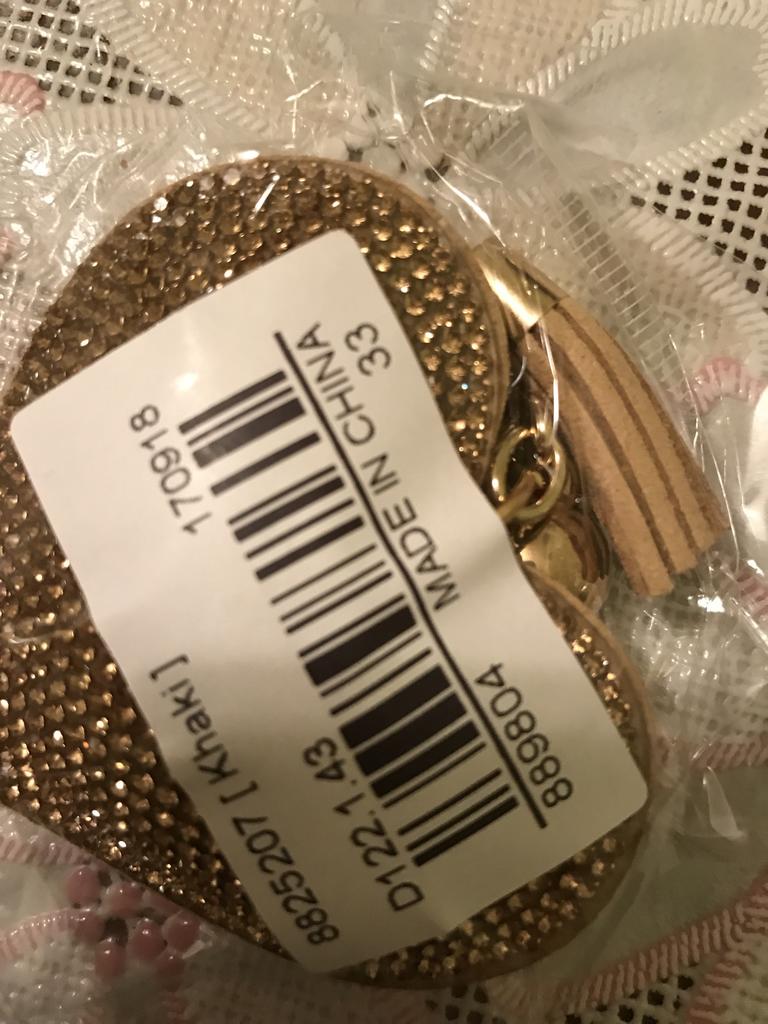 8825207 [ Khaki ]
D122.1.43 170918
889804 MADE IN CHINA
33